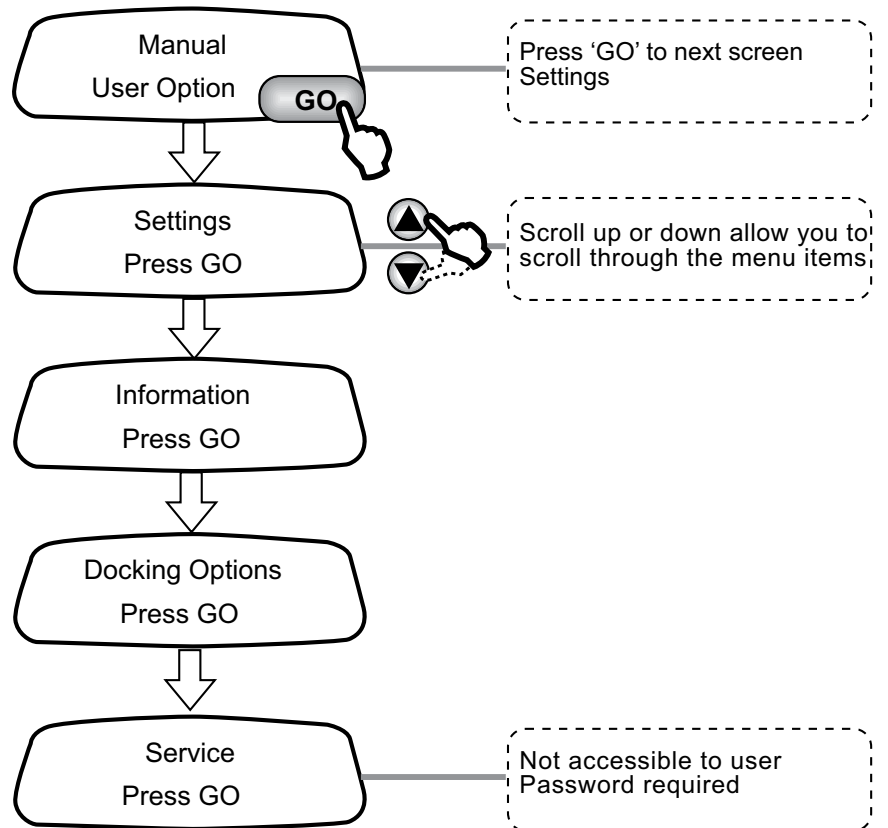 Manual
User Option
GO
Press ‘GO’ to next screen
Settings
Settings
Press GO
Scroll up or down allow you to
scroll through the menu items
Information
Press GO
Docking Options
Press GO
Service
Press GO
Not accessible to user
Password required